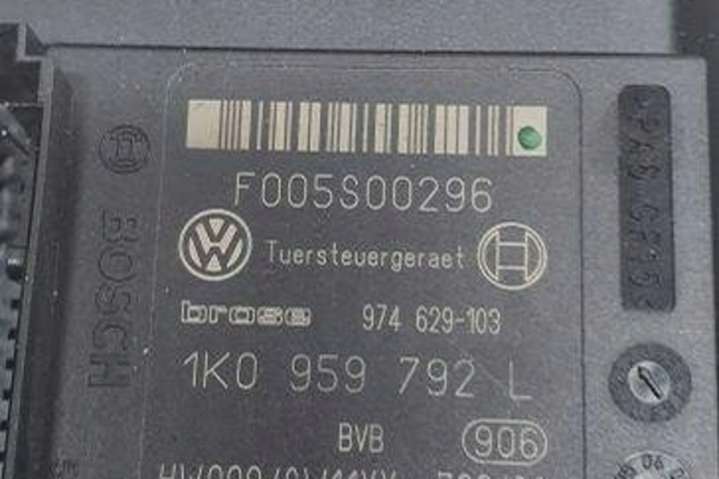 F005S00296
Tuersteuergeraet
brose 974 629-103
1K0 959 792 L
BVB 906
BOSCH